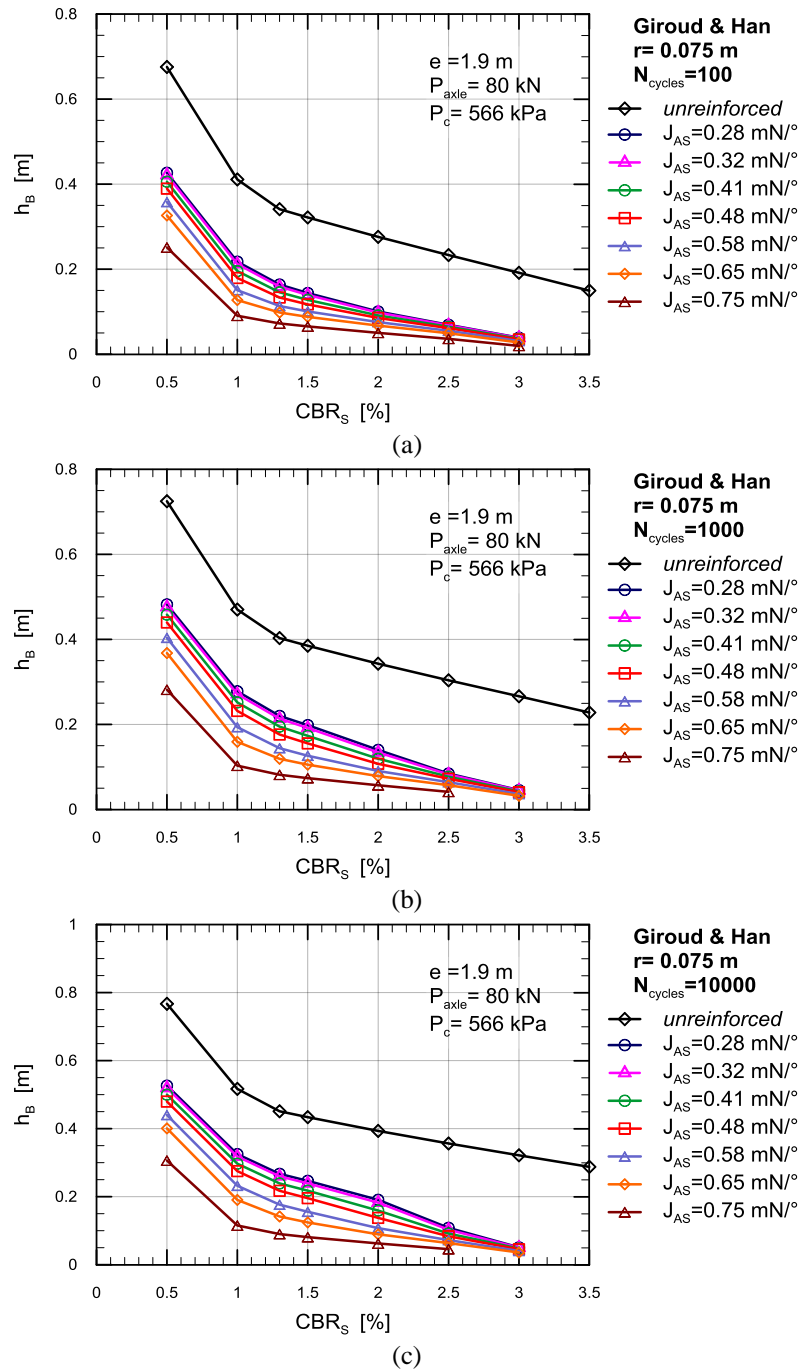 0.8
0.6
0.4
0.2
0
h_B [m]
0
0.5
1
1.5
2
2.5
3
3.5
CBR_S [%]
e =1.9 m
P_axle= 80 kN
P_c= 566 kPa
Giroud & Han
r= 0.075 m
N_cycles=100
unreinforced
J_AS=0.28 mN/°
J_AS=0.32 mN/°
J_AS=0.41 mN/°
J_AS=0.48 mN/°
J_AS=0.58 mN/°
J_AS=0.65 mN/°
J_AS=0.75 mN/°
(a)
0.8
0.6
0.4
0.2
0
h_B [m]
0
0.5
1
1.5
2
2.5
3
3.5
CBR_S [%]
e =1.9 m
P_axle= 80 kN
P_c= 566 kPa
Giroud & Han
r= 0.075 m
N_cycles=1000
unreinforced
J_AS=0.28 mN/°
J_AS=0.32 mN/°
J_AS=0.41 mN/°
J_AS=0.48 mN/°
J_AS=0.58 mN/°
J_AS=0.65 mN/°
J_AS=0.75 mN/°
(b)
1
0.8
0.6
0.4
0.2
0
h_B [m]
0
0.5
1
1.5
2
2.5
3
3.5
CBR_S [%]
e =1.9 m
P_axle= 80 kN
P_c= 566 kPa
Giroud & Han
r= 0.075 m
N_cycles=10000
unreinforced
J_AS=0.28 mN/°
J_AS=0.32 mN/°
J_AS=0.41 mN/°
J_AS=0.48 mN/°
J_AS=0.58 mN/°
J_AS=0.65 mN/°
J_AS=0.75 mN/°
(c)